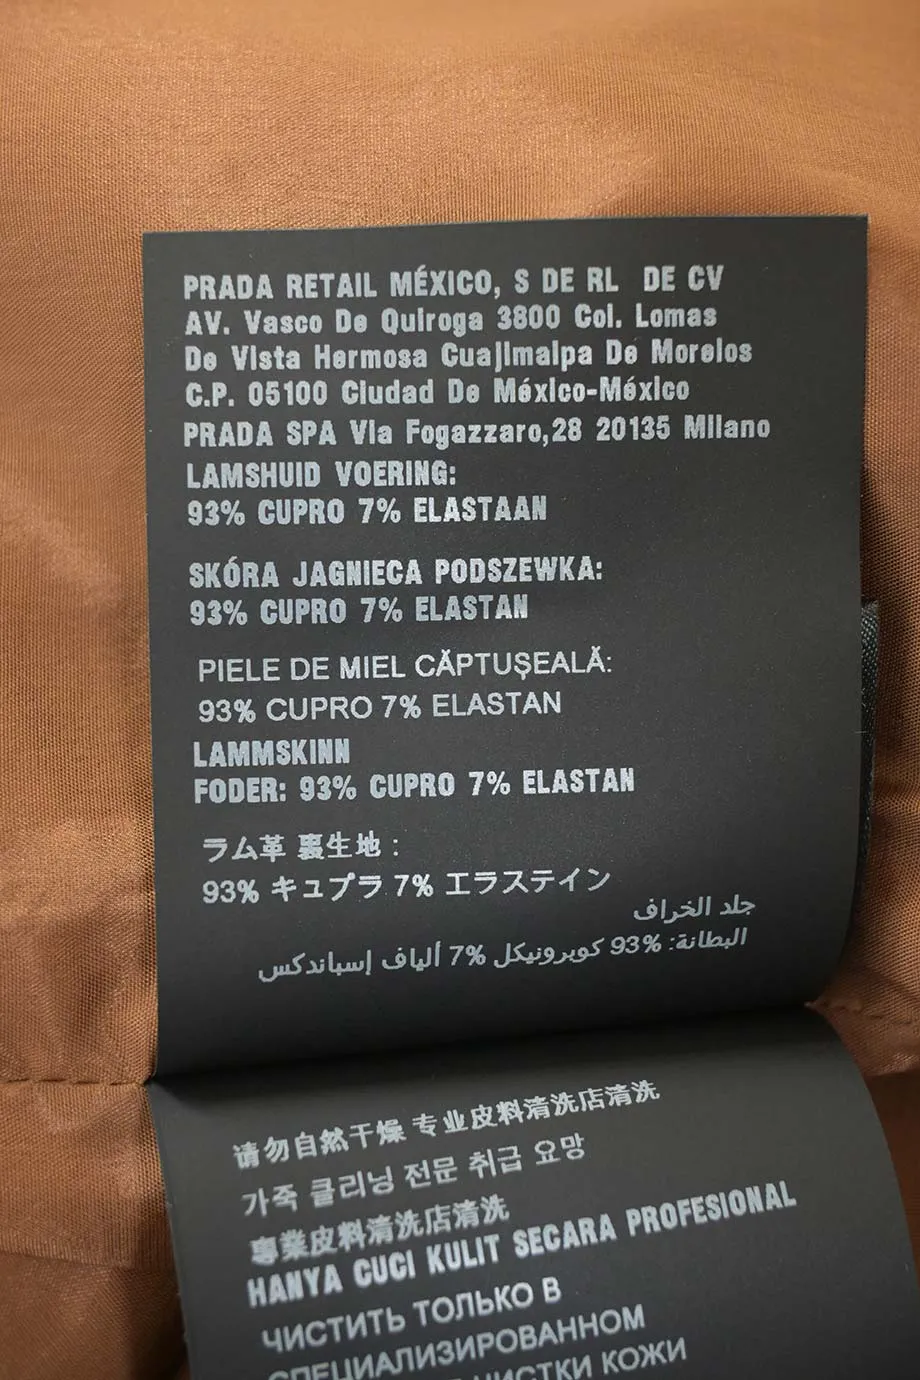 PRADA RETAIL MÉXICO, S DE RL DE CV
AV. Vasco De Quiroga 3800 Col. Lomas
De Vista Hermosa Cuajimalpa De Morelos
C.P. 05100 Ciudad De México-México
PRADA SPA Via Fogazzaro,28 20135 Milano
LAMSHUID VOERING:
93% CUPRO 7% ELASTAAN
SKÓRA JAGNIECA PODSZEWKA:
93% CUPRO 7% ELASTAN
PIELE DE MIEL CĂPTUȘEALĂ:
93% CUPRO 7% ELASTAN
LAMMSKINN
FODER: 93% CUPRO 7% ELASTAN
ラム革 裏生地 :
93% キュプラ 7% エラステイン
جلد الخراف
البطانة: 93% كوبرونيكل 7% ألياف إسباندكس
请勿自然干燥 专业皮料清洗店清洗
가죽 클리닝 전문 취급 요망
專業皮料清洗店清洗
HANYA CUCI KULIT SECARA PROFESIONAL
ЧИСТИТЬ ТОЛЬКО В
СПЕЦИАЛИЗИРОВАННОМ
ЧИСТКИ КОЖИ